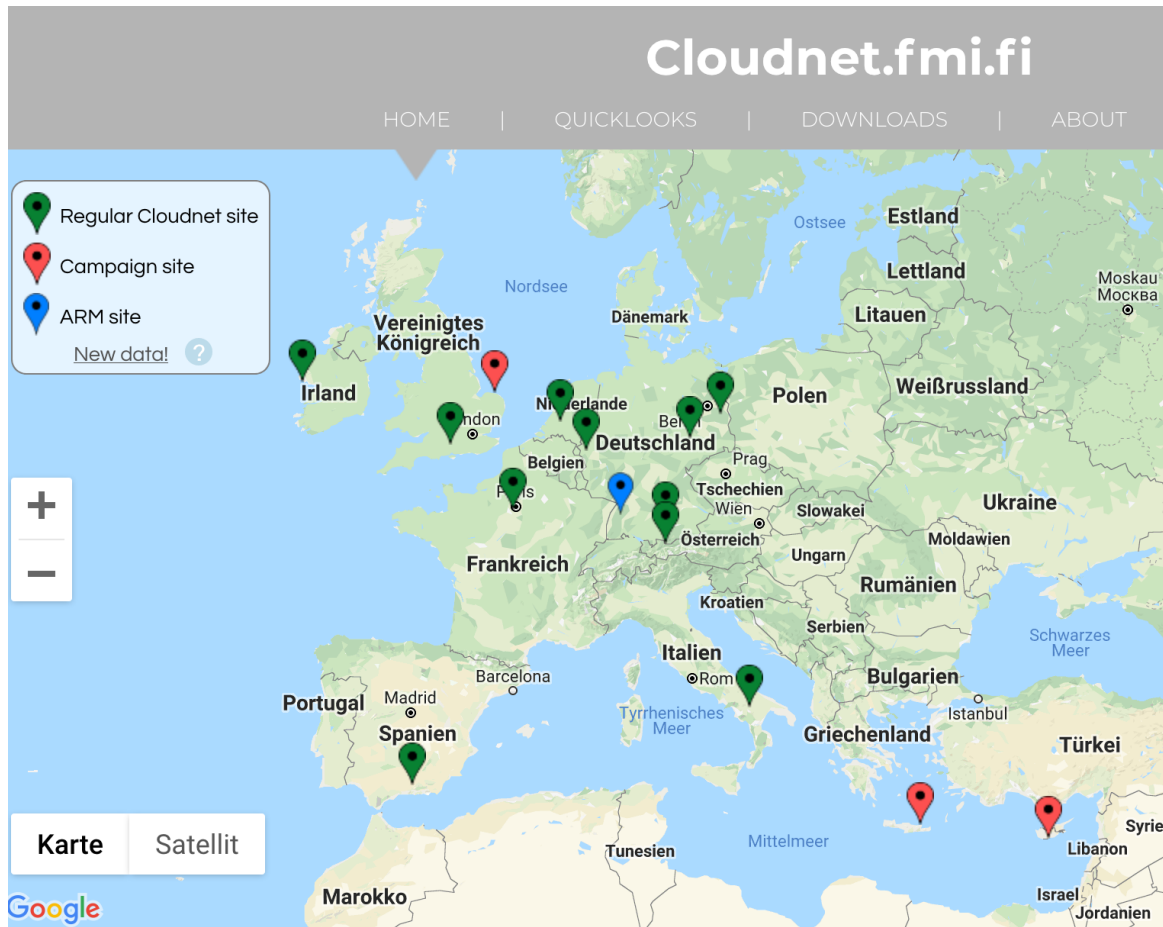 Cloudnet.fmi.fi
HOME | QUICKLOOKS | DOWNLOADS | ABOUT
Regular Cloudnet site
Campaign site
ARM site
New data! ?
Estland
Ostsee
Lettland
Moskau
Москва
Nordsee
Dänemark
Litauen
Vereinigtes
Königreich
Irland
Weißrussland
Polen
Deutschland
Belgien
Prag
Tschechien
Wien
Slowakei
Ukraine
Österreich
Moldawien
Ungarn
Frankreich
Rumänien
Kroatien
Serbien
Schwarzes
Meer
Italien
Barcelona
Rom
Bulgarien
Madrid
Portugal
Istanbul
Tyrrhenisches
Meer
Spanien
Griechenland
Türkei
+
−
Karte
Satellit
Mittelmeer
Tunesien
Libanon
Marokko
Israel
Jordanien
Google